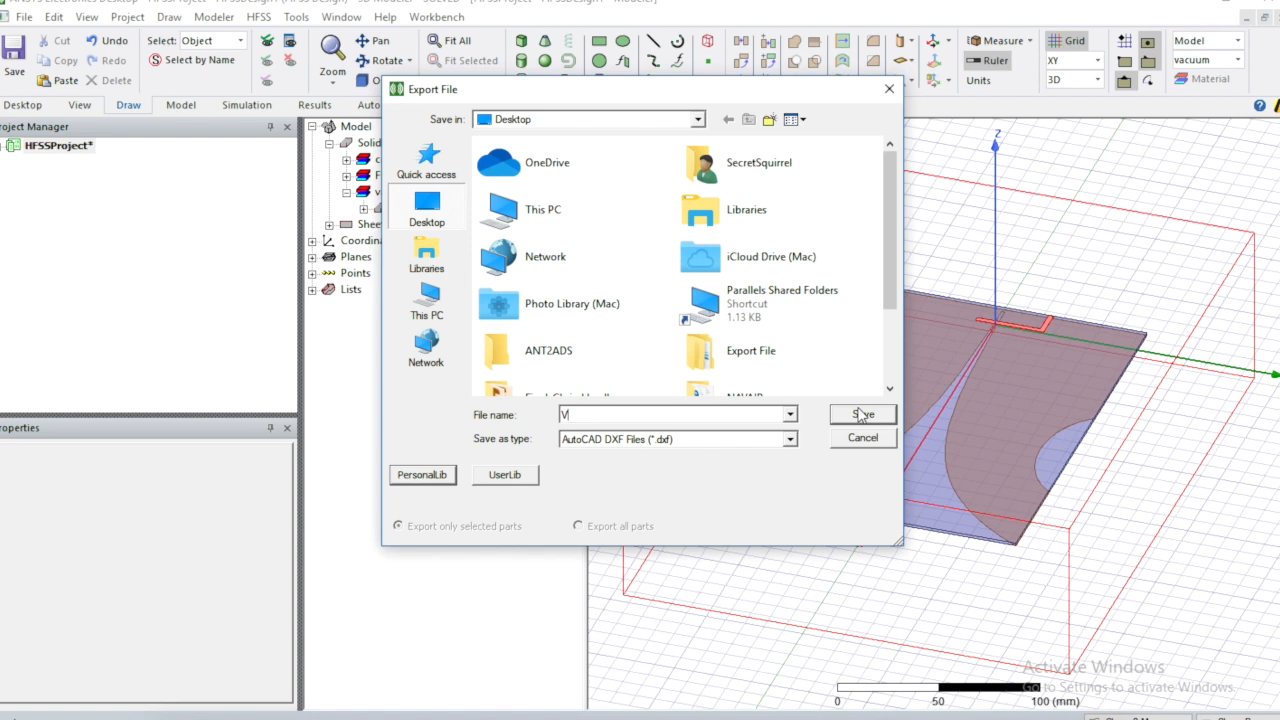 File Edit View Project Draw Modeler HFSS Tools Window Help Workbench
Save
Cut
Copy
Paste
Undo
Redo
Delete
Select: Object
Select by Name
Zoom
Pan
Rotate
Fit All
Fit Selected
Measure
Ruler
Units
Grid
XY
3D
Model
vacuum
Material
Desktop View Draw Model Simulation Results
Export File
Save in: Desktop
Quick access
Desktop
Libraries
This PC
Network
OneDrive
SecretSquirrel
This PC
Libraries
Network
iCloud Drive (Mac)
Photo Library (Mac)
Parallels Shared Folders
Shortcut
1.13 KB
ANT2ADS
Export File
File name: V
Save
Save as type: AutoCAD DXF Files (*.dxf)
Cancel
PersonalLib UserLib
Export only selected parts Export all parts
roject Manager
HFSSProject*
roperties
Model
Solid
Shee
Coordin
Planes
Points
Lists
Z
0 50 100 (mm)
Activate Windows
Go to Settings to activate Windows.